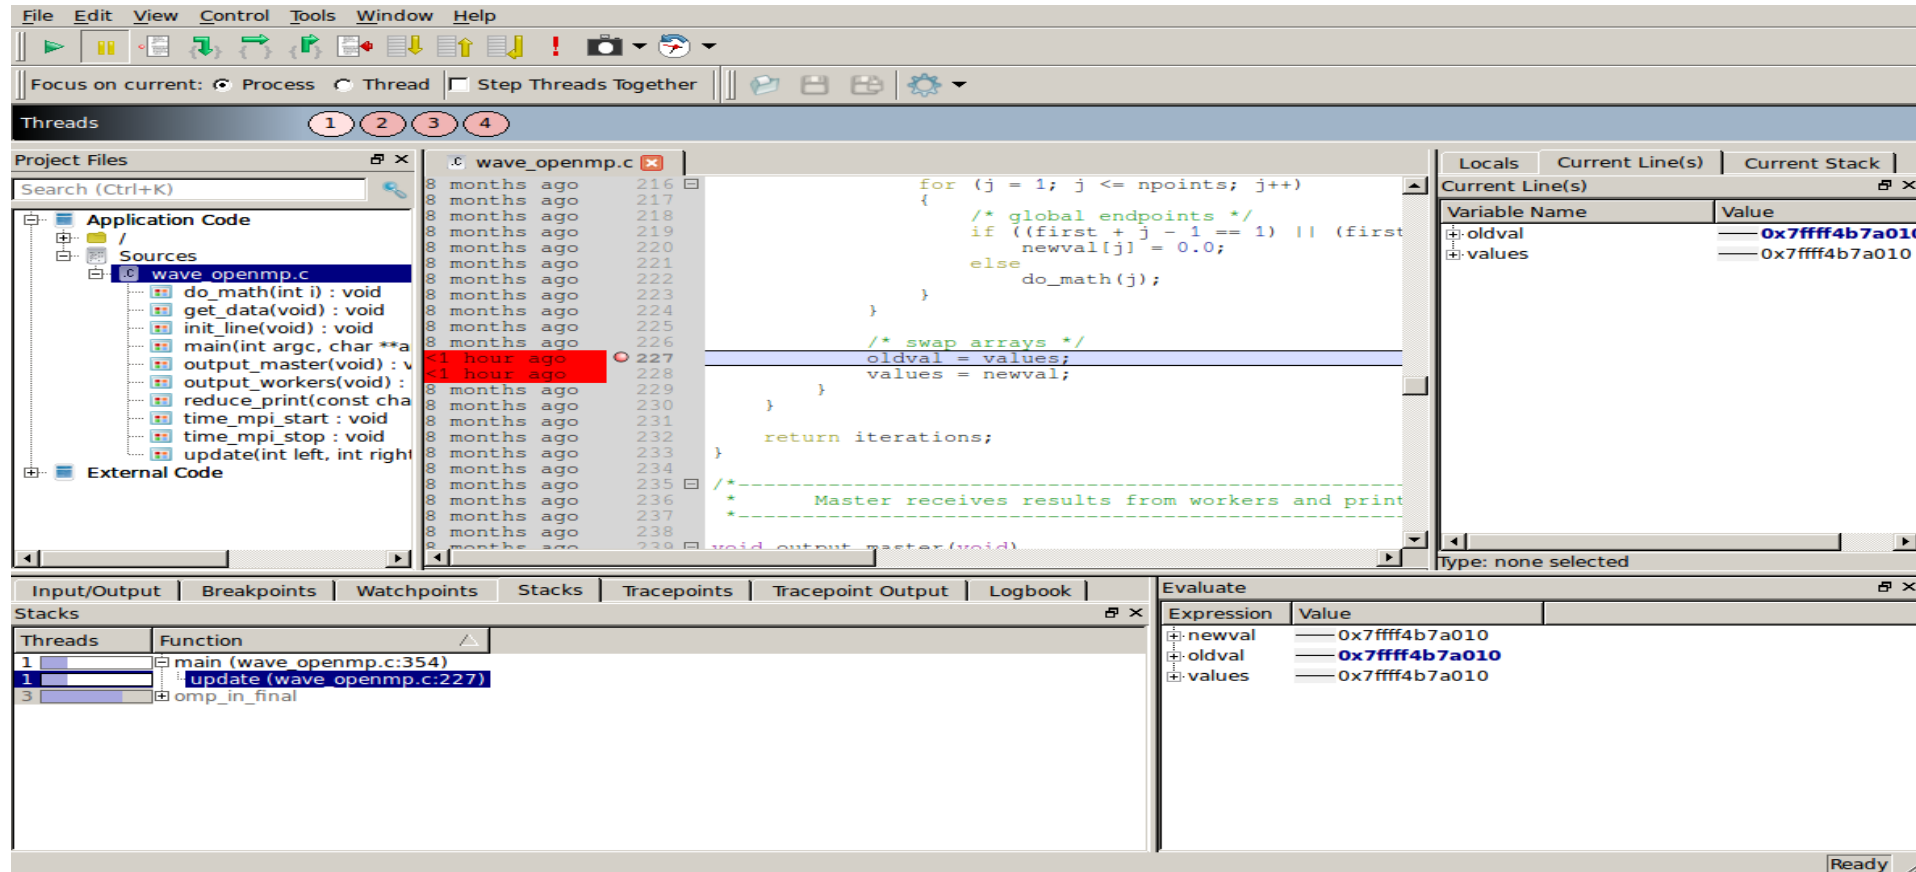 File Edit View Control Tools Window Help
Focus on current: Process Thread Step Threads Together
Threads 1 2 3 4
Project Files
Search (Ctrl+K)
Application Code
/
Sources
wave_openmp.c
do_math(int i) : void
get_data(void) : void
init_line(void) : void
main(int argc, char **a
output_master(void) : v
output_workers(void) :
reduce_print(const cha
time_mpi_start : void
time_mpi_stop : void
update(int left, int right
External Code
wave_openmp.c
8 months ago 216 for (j = 1; j <= npoints; j++)
8 months ago 217 {
8 months ago 218 /* global endpoints */
8 months ago 219 if ((first + j - 1 == 1) || (first
8 months ago 220 newval[j] = 0.0;
8 months ago 221 else
8 months ago 222 do_math(j);
8 months ago 223 }
8 months ago 224 }
8 months ago 225
8 months ago 226 /* swap arrays */
<1 hour ago 227 oldval = values;
<1 hour ago 228 values = newval;
8 months ago 229 }
8 months ago 230 }
8 months ago 231
8 months ago 232 return iterations;
8 months ago 233 }
8 months ago 234
8 months ago 235 /*------------------------------------------------------
8 months ago 236 * Master receives results from workers and print
8 months ago 237 *------------------------------------------------------
8 months ago 238
8 months ago 239 void output_master(void)
Locals Current Line(s) Current Stack
Current Line(s)
Variable Name Value
oldval 0x7ffff4b7a010
values 0x7ffff4b7a010
Type: none selected
Input/Output Breakpoints Watchpoints Stacks Tracepoints Tracepoint Output Logbook
Stacks
Threads Function
1 main (wave_openmp.c:354)
1 update (wave_openmp.c:227)
3 omp_in_final
Evaluate
Expression Value
newval 0x7ffff4b7a010
oldval 0x7ffff4b7a010
values 0x7ffff4b7a010
Ready